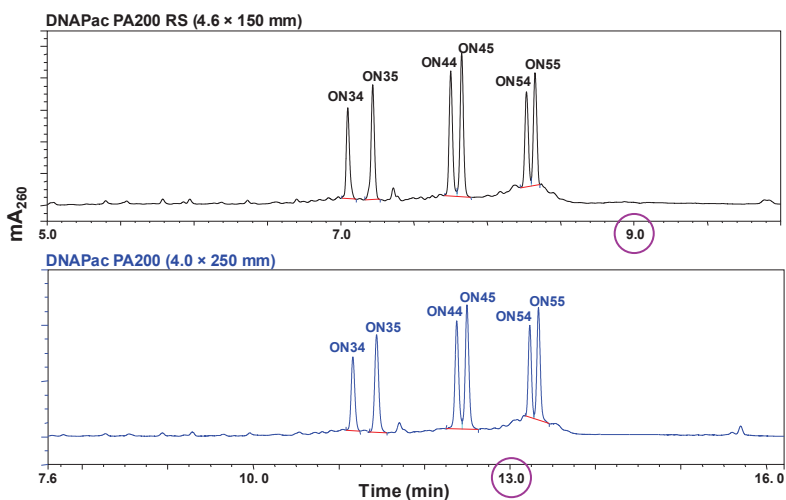 DNAPac PA200 RS (4.6 × 150 mm)
ON34
ON35
ON44
ON45
ON54
ON55
mA260
5.0
7.0
9.0
DNAPac PA200 (4.0 × 250 mm)
ON34
ON35
ON44
ON45
ON54
ON55
7.6
10.0
13.0
16.0
Time (min)